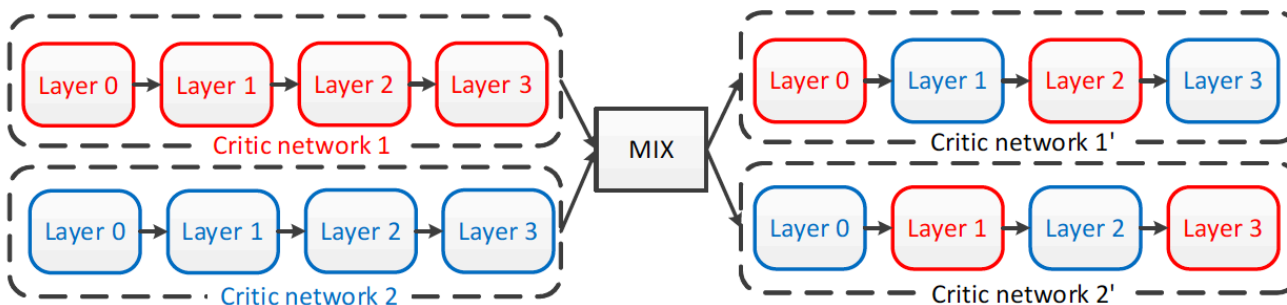 Layer 0 Layer 1 Layer 2 Layer 3
Critic network 1
Layer 0 Layer 1 Layer 2 Layer 3
Critic network 2
MIX
Layer 0 Layer 1 Layer 2 Layer 3
Critic network 1'
Layer 0 Layer 1 Layer 2 Layer 3
Critic network 2'